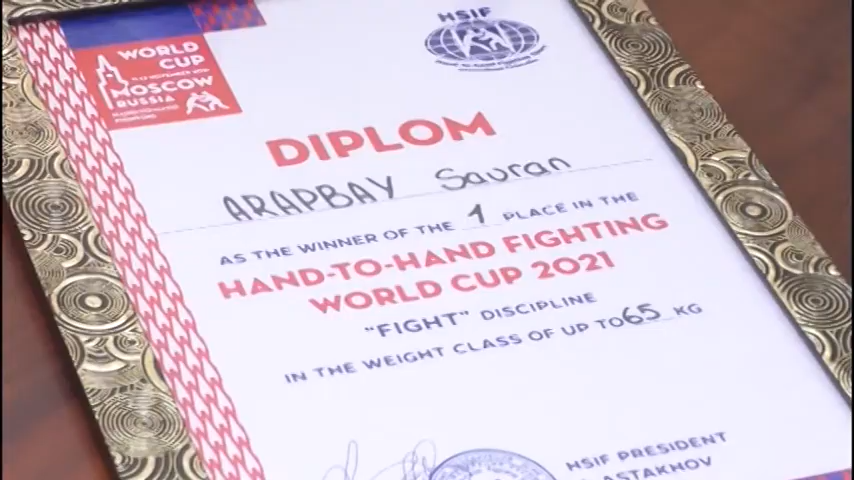 WORLD
CUP
MOSCOW
RUSSIA
HSIF
DIPLOM
ARAPBAY Sauran
AS THE WINNER OF THE 1 PLACE IN THE
HAND-TO-HAND FIGHTING
WORLD CUP 2021
"FIGHT" DISCIPLINE
IN THE WEIGHT CLASS OF UP TO 65 KG
HSIF PRESIDENT
ASTAKHOV